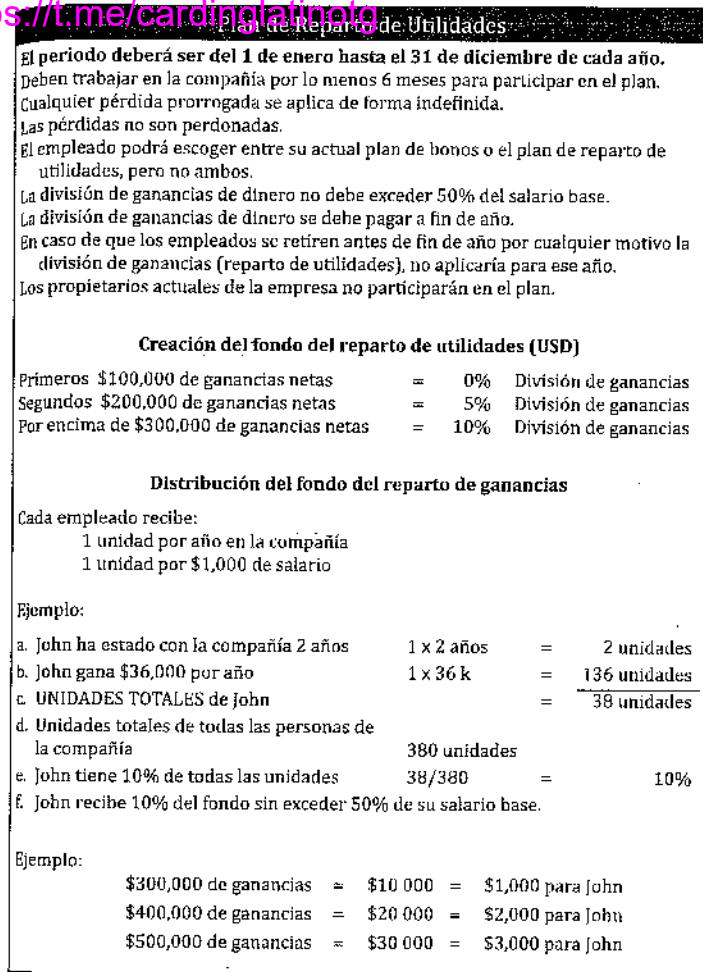 s://t.me/cardinglatinotg
Plan de Reparto de Utilidades
El periodo deberá ser del 1 de enero hasta el 31 de diciembre de cada año.
Deben trabajar en la compañía por lo menos 6 meses para participar en el plan.
Cualquier pérdida prorrogada se aplica de forma indefinida.
Las pérdidas no son perdonadas.
El empleado podrá escoger entre su actual plan de bonos o el plan de reparto de
utilidades, pero no ambos.
La división de ganancias de dinero no debe exceder 50% del salario base.
La división de ganancias de dinero se debe pagar a fin de año.
En caso de que los empleados se retiren antes de fin de año por cualquier motivo la
división de ganancias (reparto de utilidades), no aplicaría para ese año.
Los propietarios actuales de la empresa no participarán en el plan.
Creación del fondo del reparto de utilidades (USD)
Primeros $100,000 de ganancias netas = 0% División de ganancias
Segundos $200,000 de ganancias netas = 5% División de ganancias
Por encima de $300,000 de ganancias netas = 10% División de ganancias
Distribución del fondo del reparto de ganancias
Cada empleado recibe:
1 unidad por año en la compañía
1 unidad por $1,000 de salario
Ejemplo:
a. John ha estado con la compañía 2 años 1 x 2 años = 2 unidades
b. John gana $36,000 por año 1 x 36 k = 136 unidades
c. UNIDADES TOTALES de John = 38 unidades
d. Unidades totales de todas las personas de
la compañía 380 unidades
e. John tiene 10% de todas las unidades 38/380 = 10%
f. John recibe 10% del fondo sin exceder 50% de su salario base.
Ejemplo:
$300,000 de ganancias = $10 000 = $1,000 para John
$400,000 de ganancias = $20 000 = $2,000 para John
$500,000 de ganancias = $30 000 = $3,000 para John